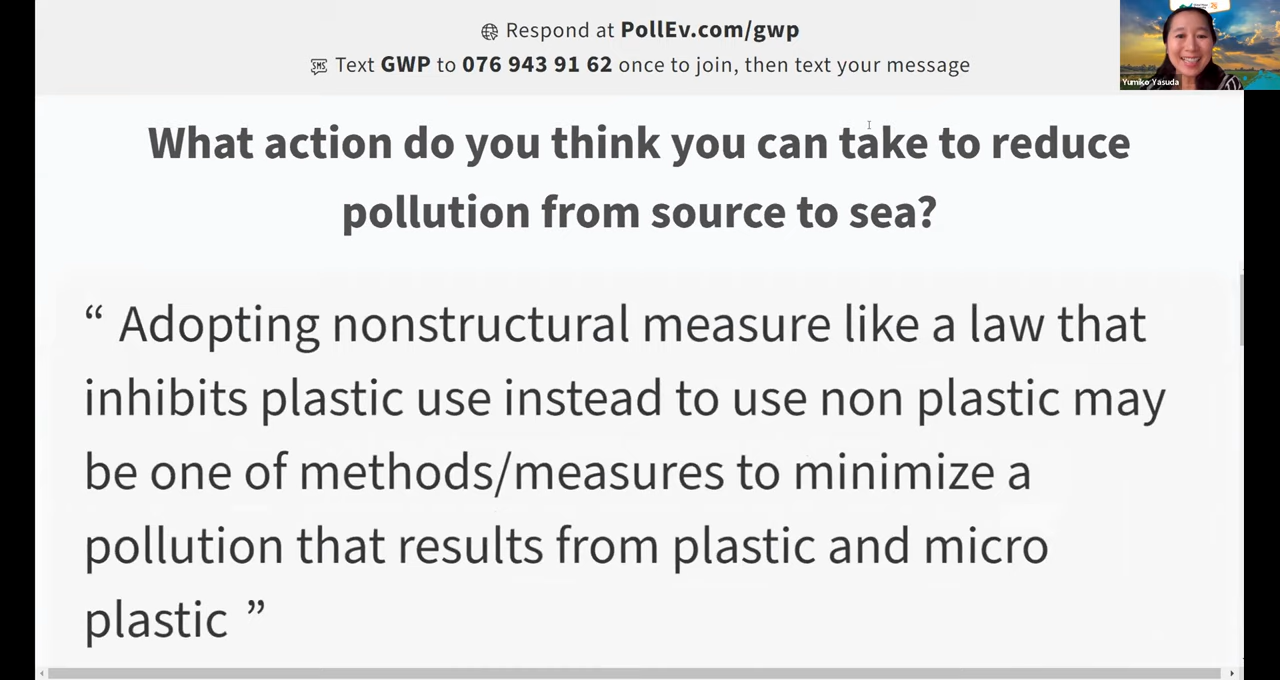 Respond at PollEv.com/gwp
Text GWP to 076 943 91 62 once to join, then text your message
Yumiko Yasuda
What action do you think you can take to reduce
pollution from source to sea?
“ Adopting nonstructural measure like a law that
inhibits plastic use instead to use non plastic may
be one of methods/measures to minimize a
pollution that results from plastic and micro
plastic ”